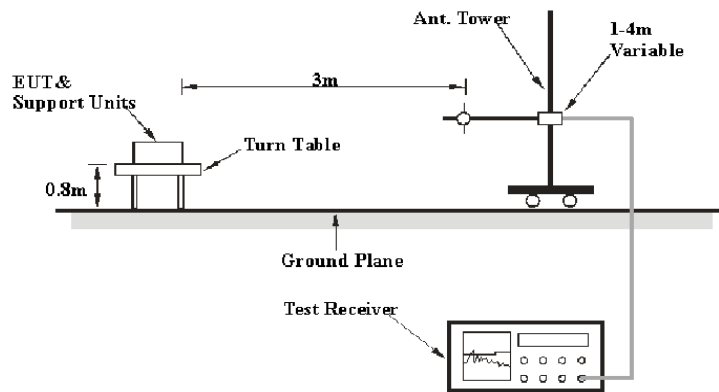 Ant. Tower
1-4m
Variable
3m
EUT&
Support Units
Turn Table
0.8m
Ground Plane
Test Receiver